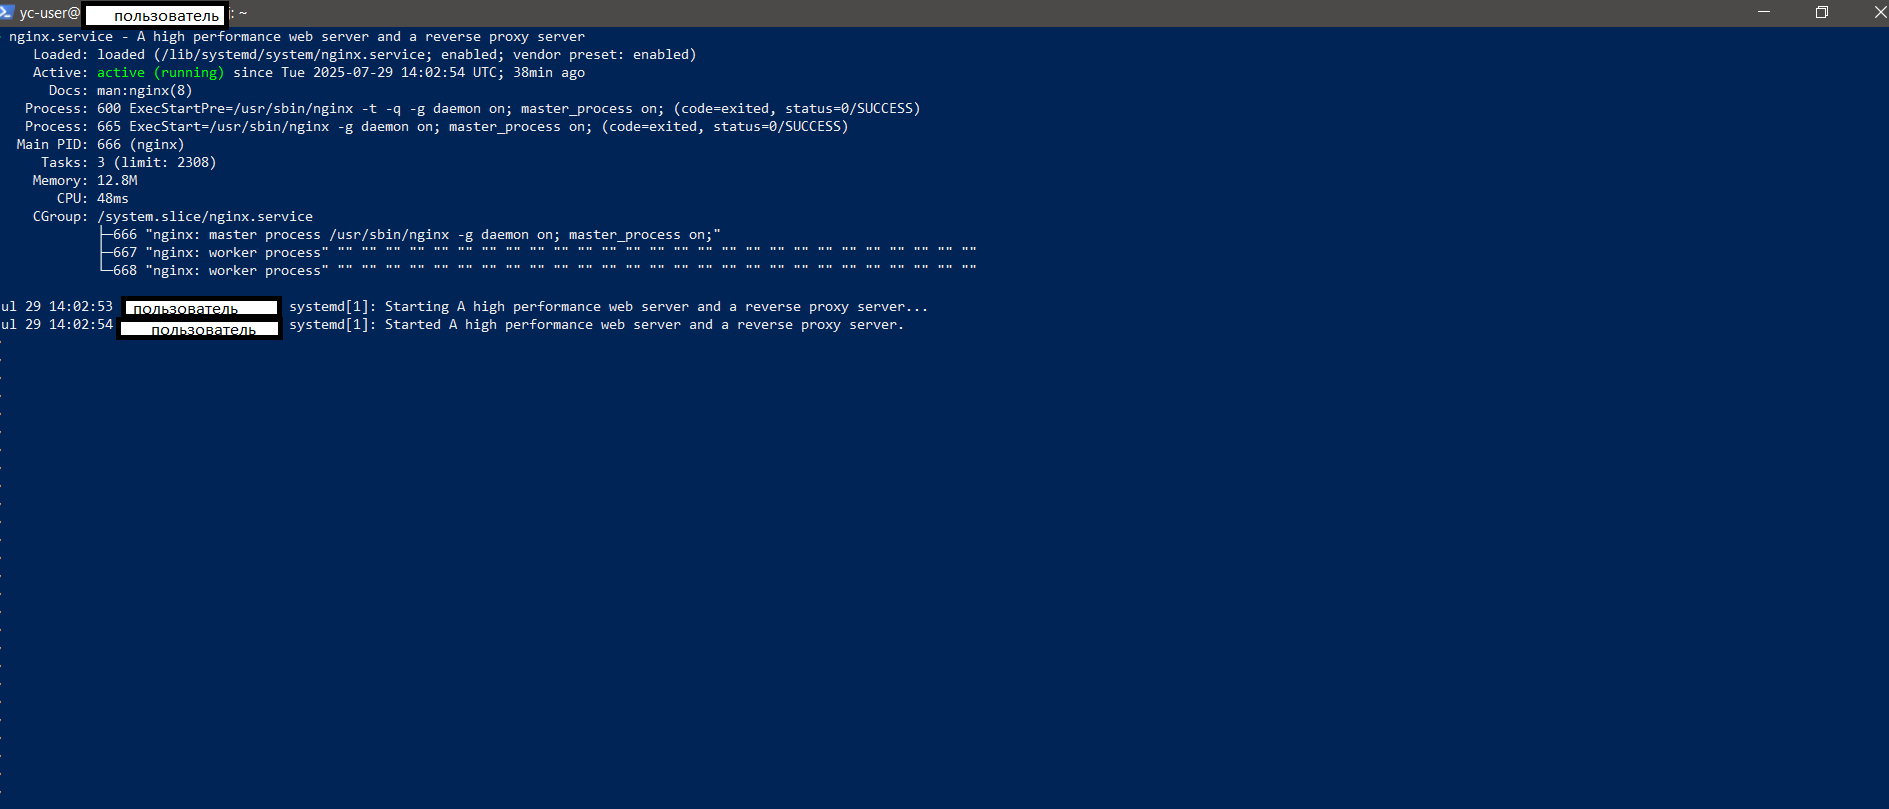 yc-user@ пользователь : ~
nginx.service - A high performance web server and a reverse proxy server
Loaded: loaded (/lib/systemd/system/nginx.service; enabled; vendor preset: enabled)
Active: active (running) since Tue 2025-07-29 14:02:54 UTC; 38min ago
Docs: man:nginx(8)
Process: 600 ExecStartPre=/usr/sbin/nginx -t -q -g daemon on; master_process on; (code=exited, status=0/SUCCESS)
Process: 665 ExecStart=/usr/sbin/nginx -g daemon on; master_process on; (code=exited, status=0/SUCCESS)
Main PID: 666 (nginx)
Tasks: 3 (limit: 2308)
Memory: 12.8M
CPU: 48ms
CGroup: /system.slice/nginx.service
├─666 "nginx: master process /usr/sbin/nginx -g daemon on; master_process on;"
├─667 "nginx: worker process" "" "" "" "" "" "" "" "" "" "" "" "" "" "" "" "" "" "" "" "" "" "" "" "" "" "" ""
└─668 "nginx: worker process" "" "" "" "" "" "" "" "" "" "" "" "" "" "" "" "" "" "" "" "" "" "" "" "" "" "" ""
ul 29 14:02:53 пользователь systemd[1]: Starting A high performance web server and a reverse proxy server...
ul 29 14:02:54 пользователь systemd[1]: Started A high performance web server and a reverse proxy server.